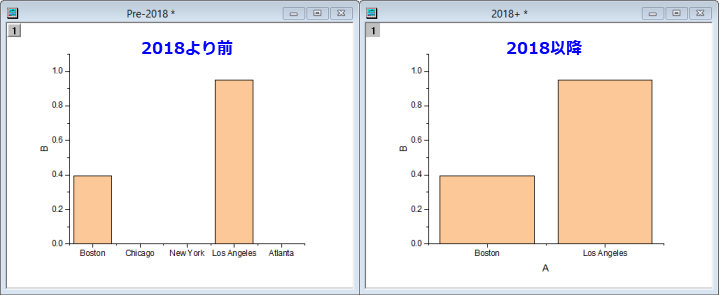 Pre-2018 *
1
2018より前
1.0
0.8
0.6
0.4
0.2
0.0
B
Boston Chicago New York Los Angeles Atlanta
2018+ *
1
2018以降
1.0
0.8
0.6
0.4
0.2
0.0
B
Boston Los Angeles
A